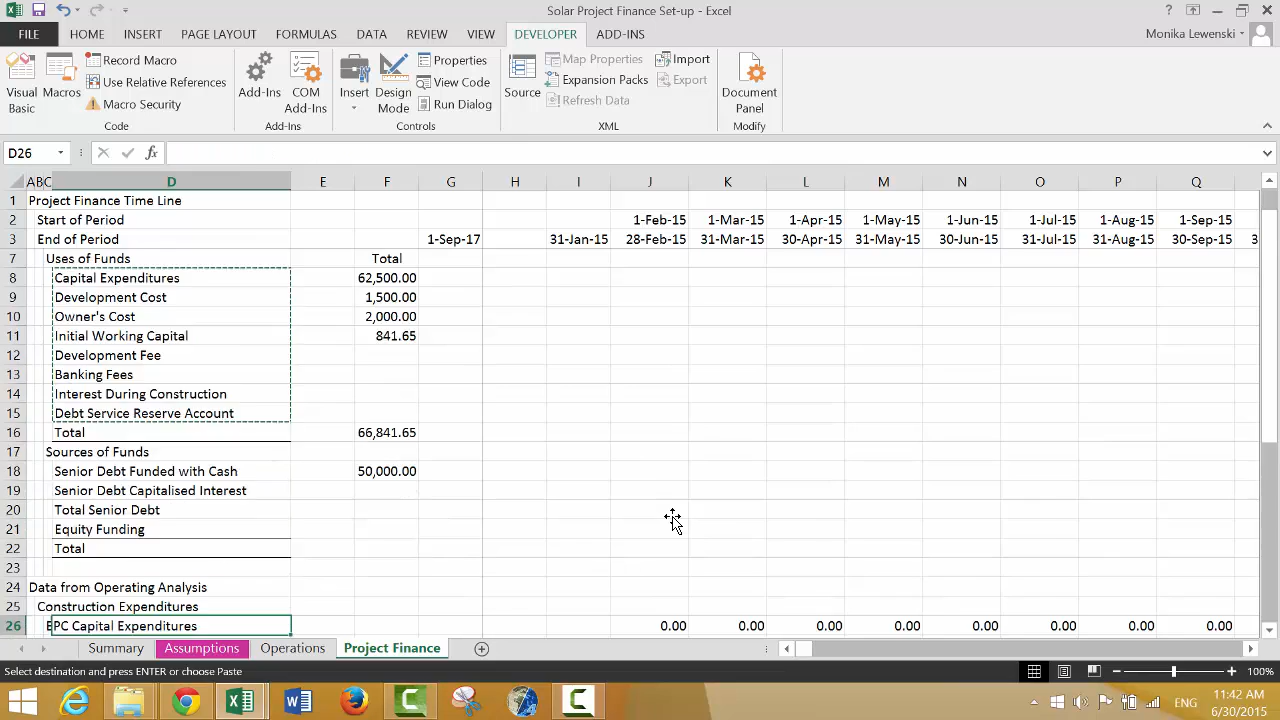 Solar Project Finance Set-up - Excel
?
FILE HOME INSERT PAGE LAYOUT FORMULAS DATA REVIEW VIEW DEVELOPER ADD-INS Monika Lewenski
Visual Basic
Macros
Record Macro
Use Relative References
Macro Security
Code
Add-Ins
COM Add-Ins
Add-Ins
Insert
Design Mode
Properties
View Code
Run Dialog
Controls
Source
Map Properties
Expansion Packs
Refresh Data
Import
Export
XML
Document Panel
Modify
D26 fx
A B C D E F G H I J K L M N O P Q
1 Project Finance Time Line
2 Start of Period 1-Feb-15 1-Mar-15 1-Apr-15 1-May-15 1-Jun-15 1-Jul-15 1-Aug-15 1-Sep-15
3 End of Period 1-Sep-17 31-Jan-15 28-Feb-15 31-Mar-15 30-Apr-15 31-May-15 30-Jun-15 31-Jul-15 31-Aug-15 30-Sep-15 3
7 Uses of Funds Total
8 Capital Expenditures 62,500.00
9 Development Cost 1,500.00
10 Owner's Cost 2,000.00
11 Initial Working Capital 841.65
12 Development Fee
13 Banking Fees
14 Interest During Construction
15 Debt Service Reserve Account
16 Total 66,841.65
17 Sources of Funds
18 Senior Debt Funded with Cash 50,000.00
19 Senior Debt Capitalised Interest
20 Total Senior Debt
21 Equity Funding
22 Total
23
24 Data from Operating Analysis
25 Construction Expenditures
26 EPC Capital Expenditures 0.00 0.00 0.00 0.00 0.00 0.00 0.00 0.00
Summary Assumptions Operations Project Finance
Select destination and press ENTER or choose Paste 100%
ENG
11:42 AM
6/30/2015